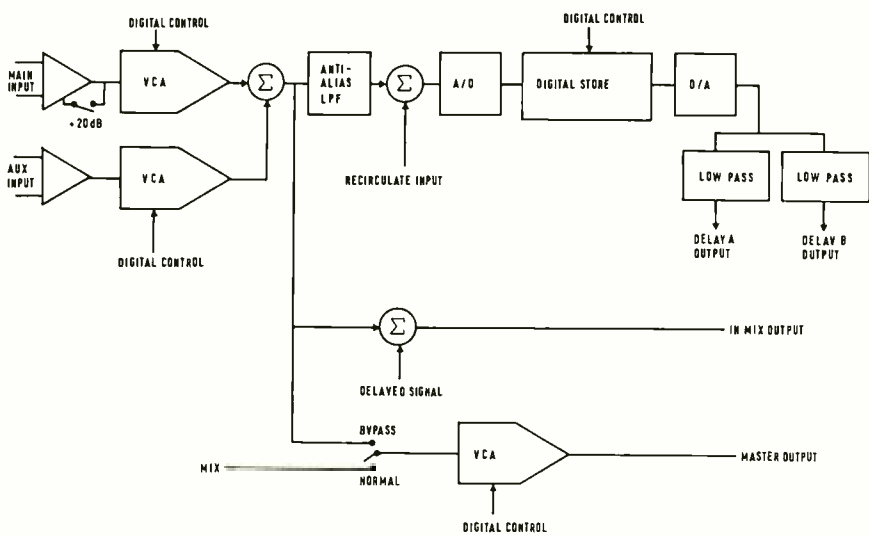 DIGITAL CONTROL
DIGITAL CONTROL
MAIN
INPUT
VCA
Σ
ANTI-
ALIAS
LPF
Σ
A/D
DIGITAL STORE
D/A
+20dB
AUX
INPUT
VCA
RECIRCULATE INPUT
LOW PASS
LOW PASS
DELAY A
OUTPUT
DELAY B
OUTPUT
DIGITAL CONTROL
Σ
IN MIX OUTPUT
DELAYED SIGNAL
BYPASS
MIX
NORMAL
VCA
MASTER OUTPUT
DIGITAL CONTROL